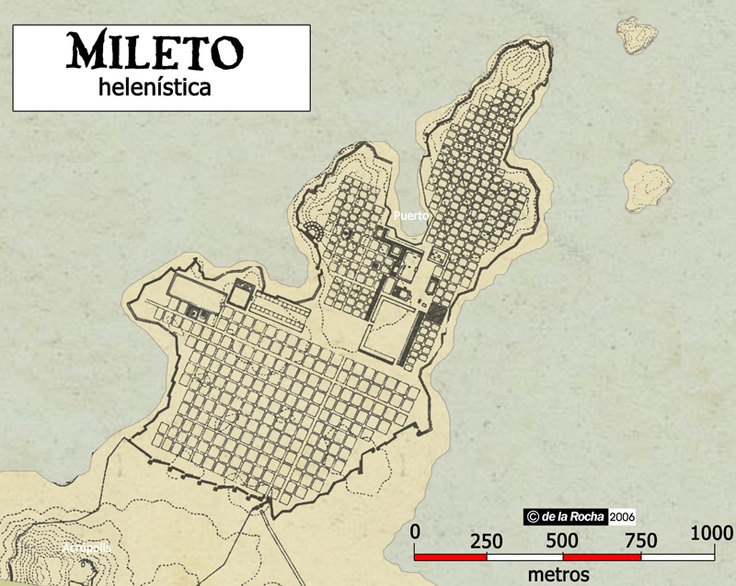 MILETO
helenística
Puerto
Acrópolis
© de la Rocha 2006
0 250 500 750 1000
metros